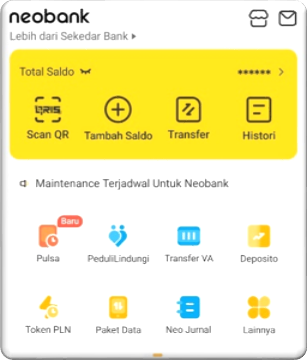 neobank
Lebih dari Sekedar Bank
Total Saldo
QRIS
Scan QR Tambah Saldo Transfer Histori
Maintenance Terjadwal Untuk Neobank
Baru
Pulsa PeduliLindungi Transfer VA Deposito
Token PLN Paket Data Neo Jurnal Lainnya